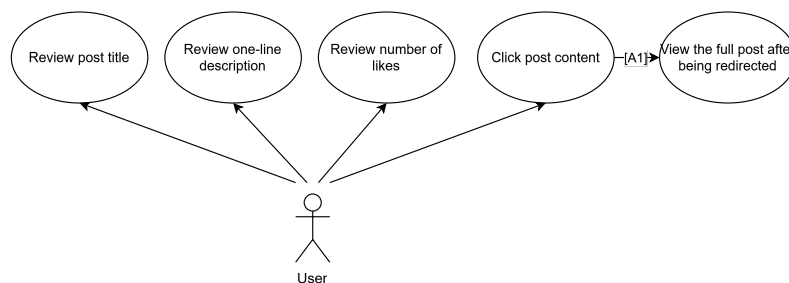 Review post title
Review one-line
description
Review number of
likes
Click post content
[A1]
View the full post afte
being redirected
User